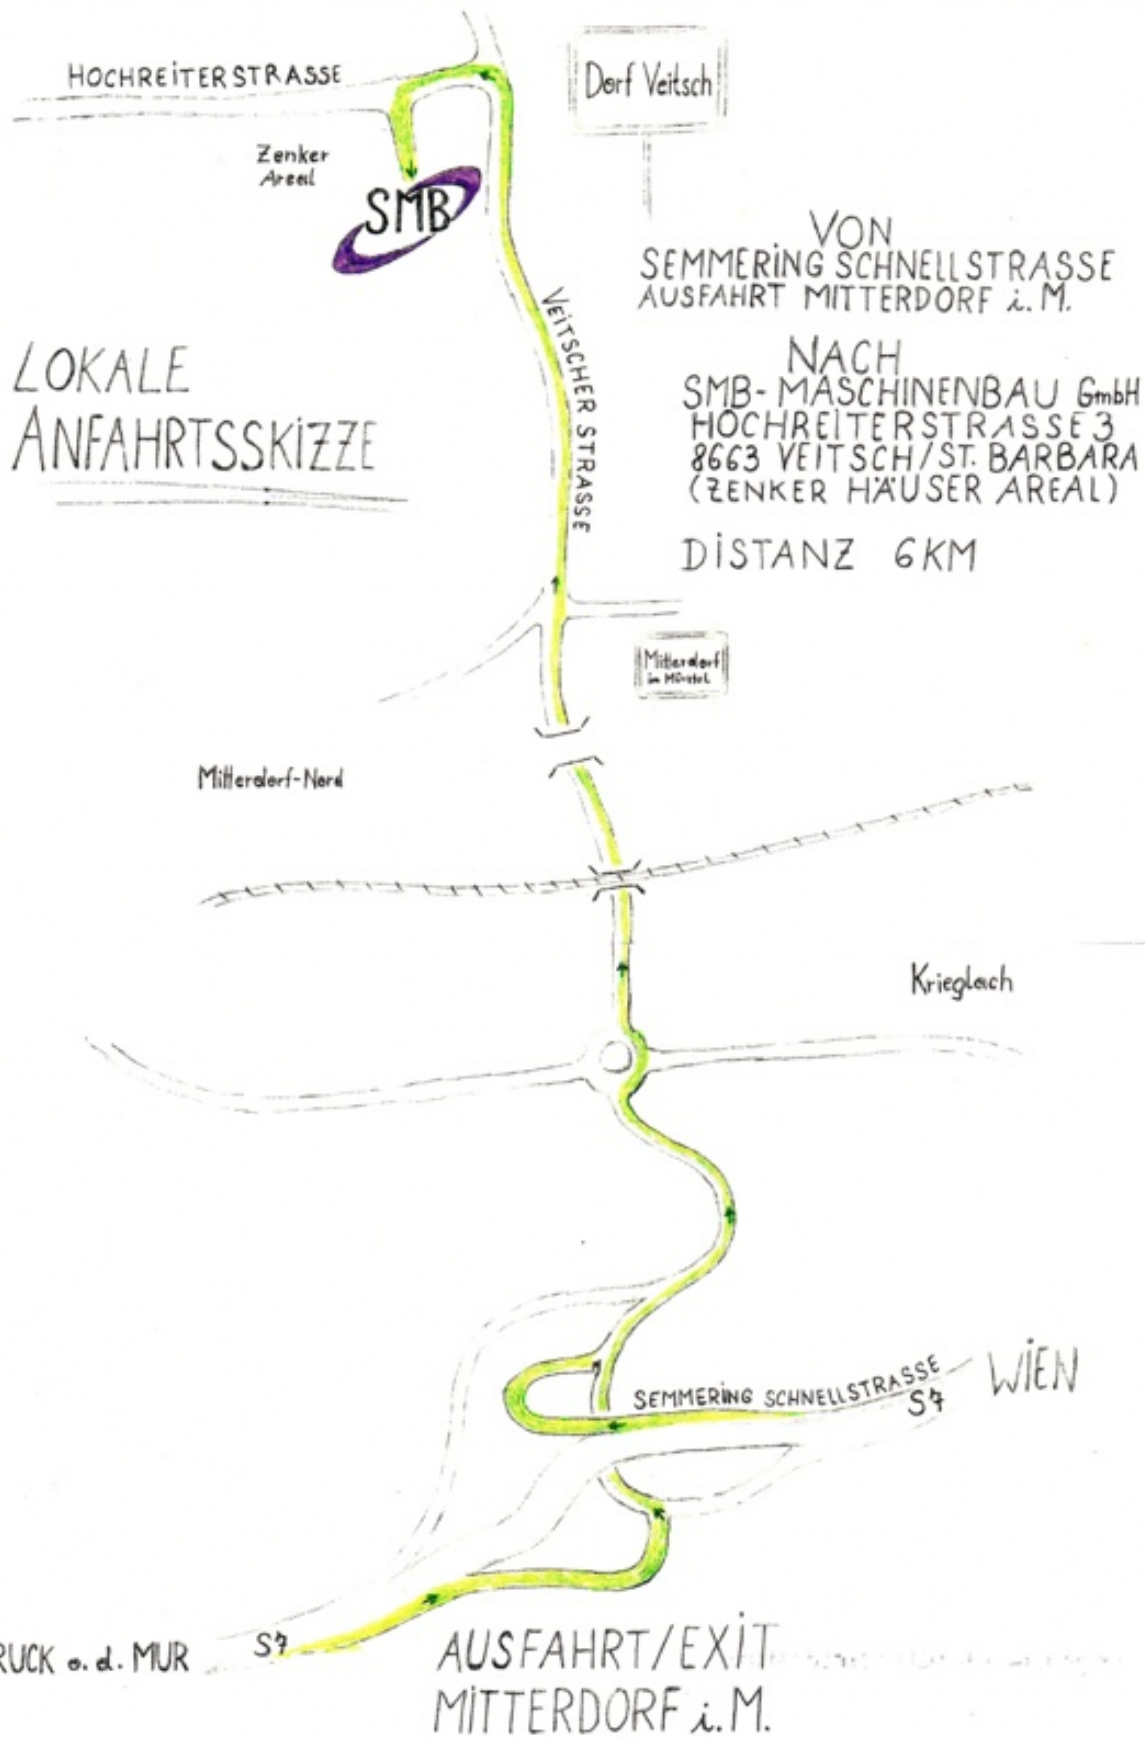 HOCHREITERSTRASSE
Dorf Veitsch
Zenker
Areal
SMB
VON
SEMMERING SCHNELLSTRASSE
AUSFAHRT MITTERDORF i. M.
VEITSCHER STRASSE
LOKALE
ANFAHRTSSKIZZE
NACH
SMB-MASCHINENBAU GmbH
HOCHREITERSTRASSE 3
8663 VEITSCH/ST. BARBARA
(ZENKER HÄUSER AREAL)
DISTANZ 6KM
Mitterdorf
im Mürztal
Mitterdorf-Nord
Krieglach
SEMMERING SCHNELLSTRASSE
S7
WIEN
RUCK a. d. MUR
S7
AUSFAHRT/EXIT
MITTERDORF i. M.